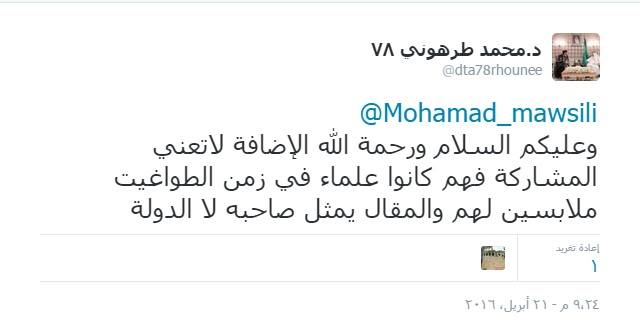 د.محمد طرهوني ٧٨
@dta78rhounee
@Mohamad_mawsili
وعليكم السلام ورحمة الله الإضافة لاتعني
المشاركة فهم كانوا علماء في زمن الطواغيت
ملابسين لهم والمقال يمثل صاحبه لا الدولة
إعادة تغريد
١
٩،٢٤ م - ٢١ أبريل، ٢٠١٦